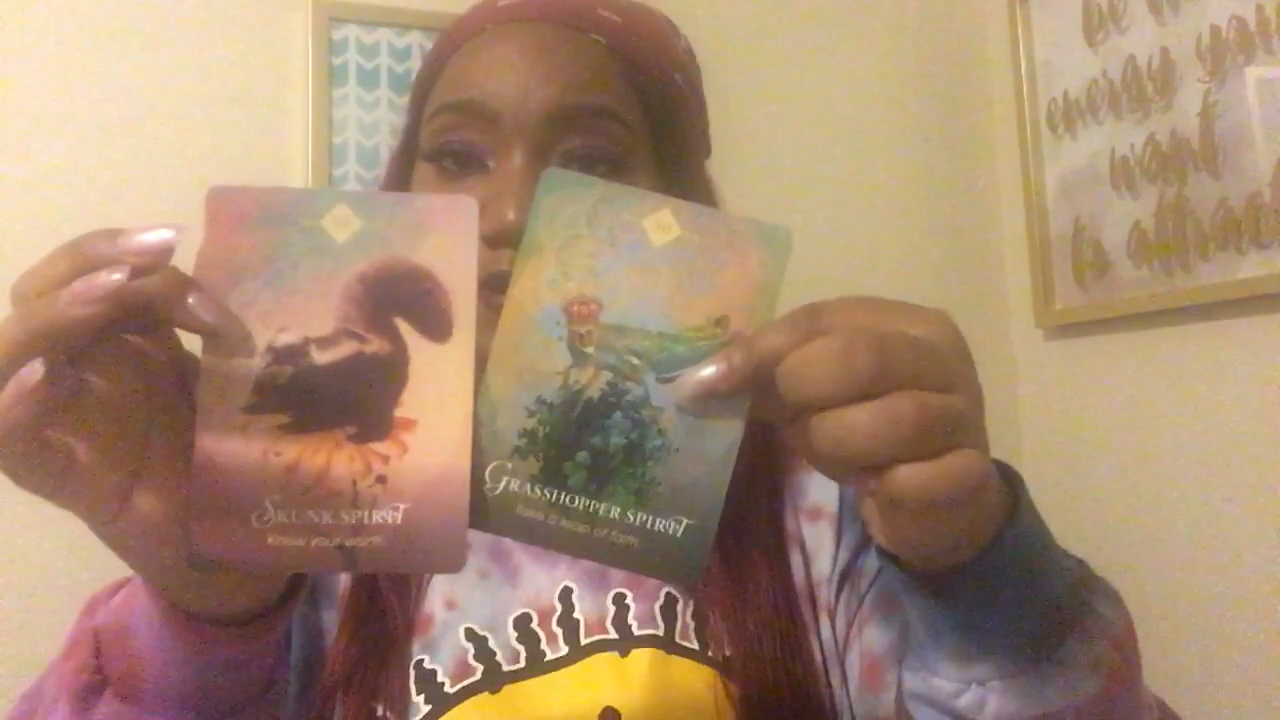 be the
energy you
want
to attract
SKUNK SPIRIT
Know your worth
GRASSHOPPER SPIRIT
Take a leap of faith